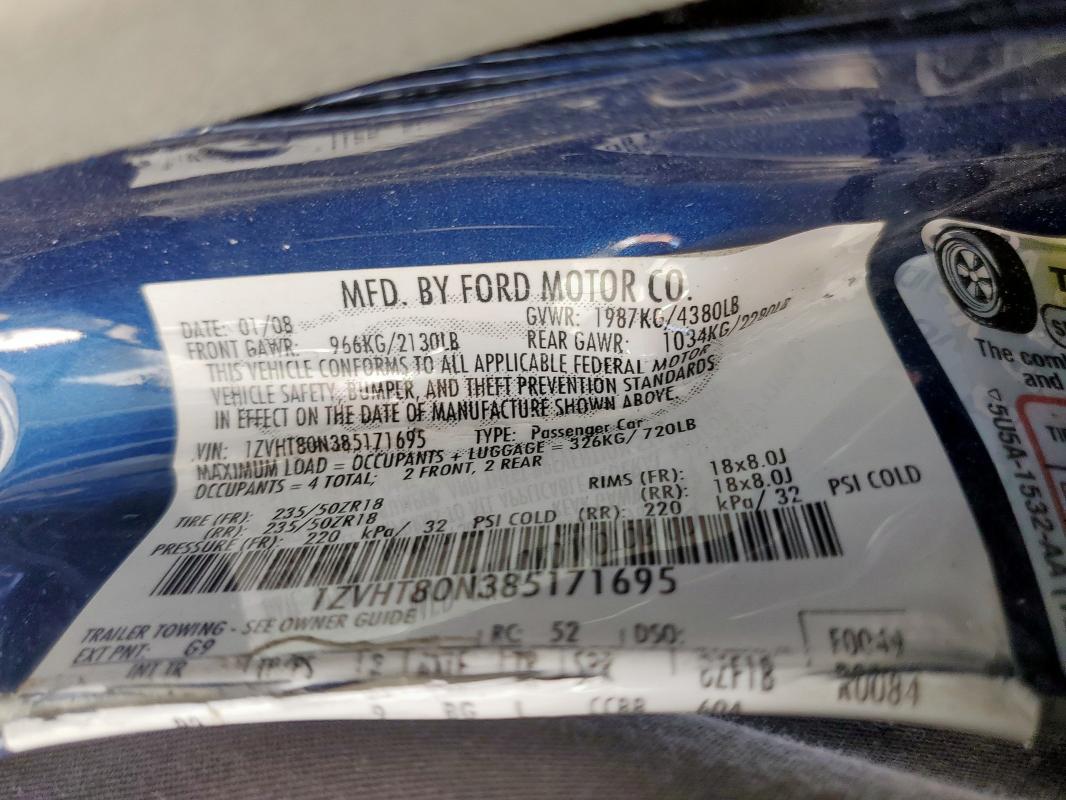 MFD. BY FORD MOTOR CO.
DATE: 01/08 GVWR: 1987KG/4380LB
FRONT GAWR: 966KG/2130LB REAR GAWR: 1034KG/2280LB
THIS VEHICLE CONFORMS TO ALL APPLICABLE FEDERAL MOTOR
VEHICLE SAFETY, BUMPER, AND THEFT PREVENTION STANDARDS
IN EFFECT ON THE DATE OF MANUFACTURE SHOWN ABOVE.
VIN: 1ZVHT80N385171695 TYPE: Passenger Car
MAXIMUM LOAD = OCCUPANTS + LUGGAGE = 326KG/720LB
OCCUPANTS = 4 TOTAL; 2 FRONT, 2 REAR
TIRE (FR): 235/50ZR18 RIMS (FR): 18x8.0J
(RR): 235/50ZR18 (RR): 18x8.0J
PRESSURE (FR): 220 kPa/ 32 PSI COLD (RR): 220 kPa/ 32 PSI COLD
1ZVHT80N385171695
TRAILER TOWING - SEE OWNER GUIDE
EXT PNT: G9 RC: 52 DSO: F0049
INT TR R0084
The comb
and
5U5A-1532-AA